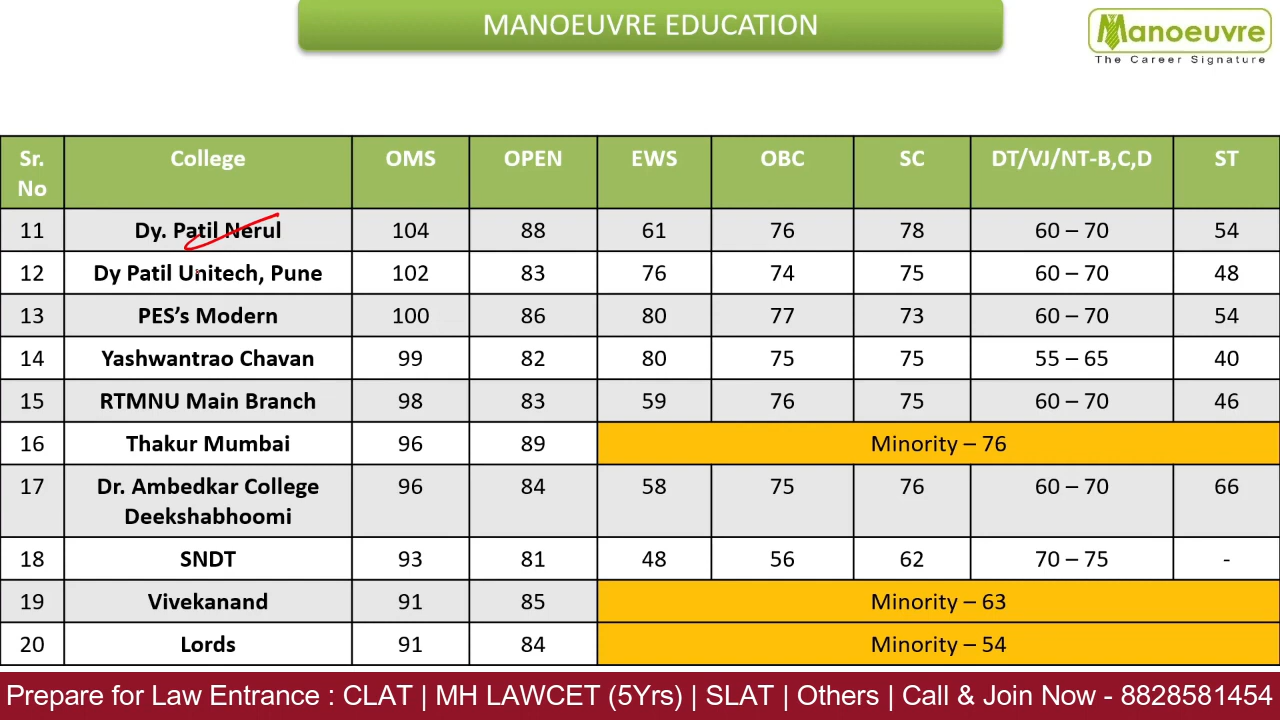 MANOEUVRE EDUCATION
Manoeuvre
The Career Signature
Sr. No College OMS OPEN EWS OBC SC DT/VJ/NT-B,C,D ST
11 Dy. Patil Nerul 104 88 61 76 78 60 – 70 54
12 Dy Patil Unitech, Pune 102 83 76 74 75 60 – 70 48
13 PES’s Modern 100 86 80 77 73 60 – 70 54
14 Yashwantrao Chavan 99 82 80 75 75 55 – 65 40
15 RTMNU Main Branch 98 83 59 76 75 60 – 70 46
16 Thakur Mumbai 96 89 Minority – 76
17 Dr. Ambedkar College Deekshabhoomi 96 84 58 75 76 60 – 70 66
18 SNDT 93 81 48 56 62 70 – 75 -
19 Vivekanand 91 85 Minority – 63
20 Lords 91 84 Minority – 54
Prepare for Law Entrance : CLAT | MH LAWCET (5Yrs) | SLAT | Others | Call & Join Now - 8828581454